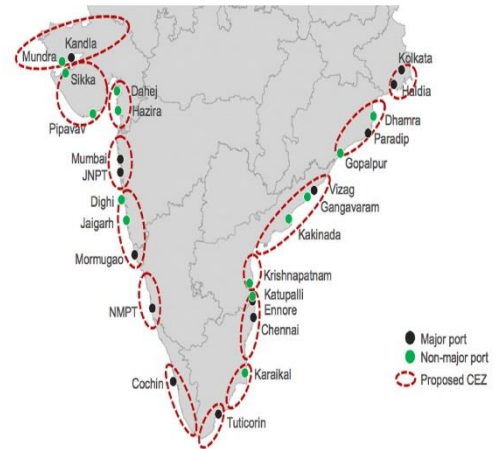 Kandla
Mundra
Sikka
Pipavav
Dahej
Hazira
Mumbai
JNPT
Dighi
Jaigarh
Mormugao
NMPT
Cochin
Tuticorin
Karaikal
Chennai
Ennore
Katupalli
Krishnapatnam
Kakinada
Gangavaram
Vizag
Gopalpur
Paradip
Dhamra
Haldia
Kolkata
Major port
Non-major port
Proposed CEZ